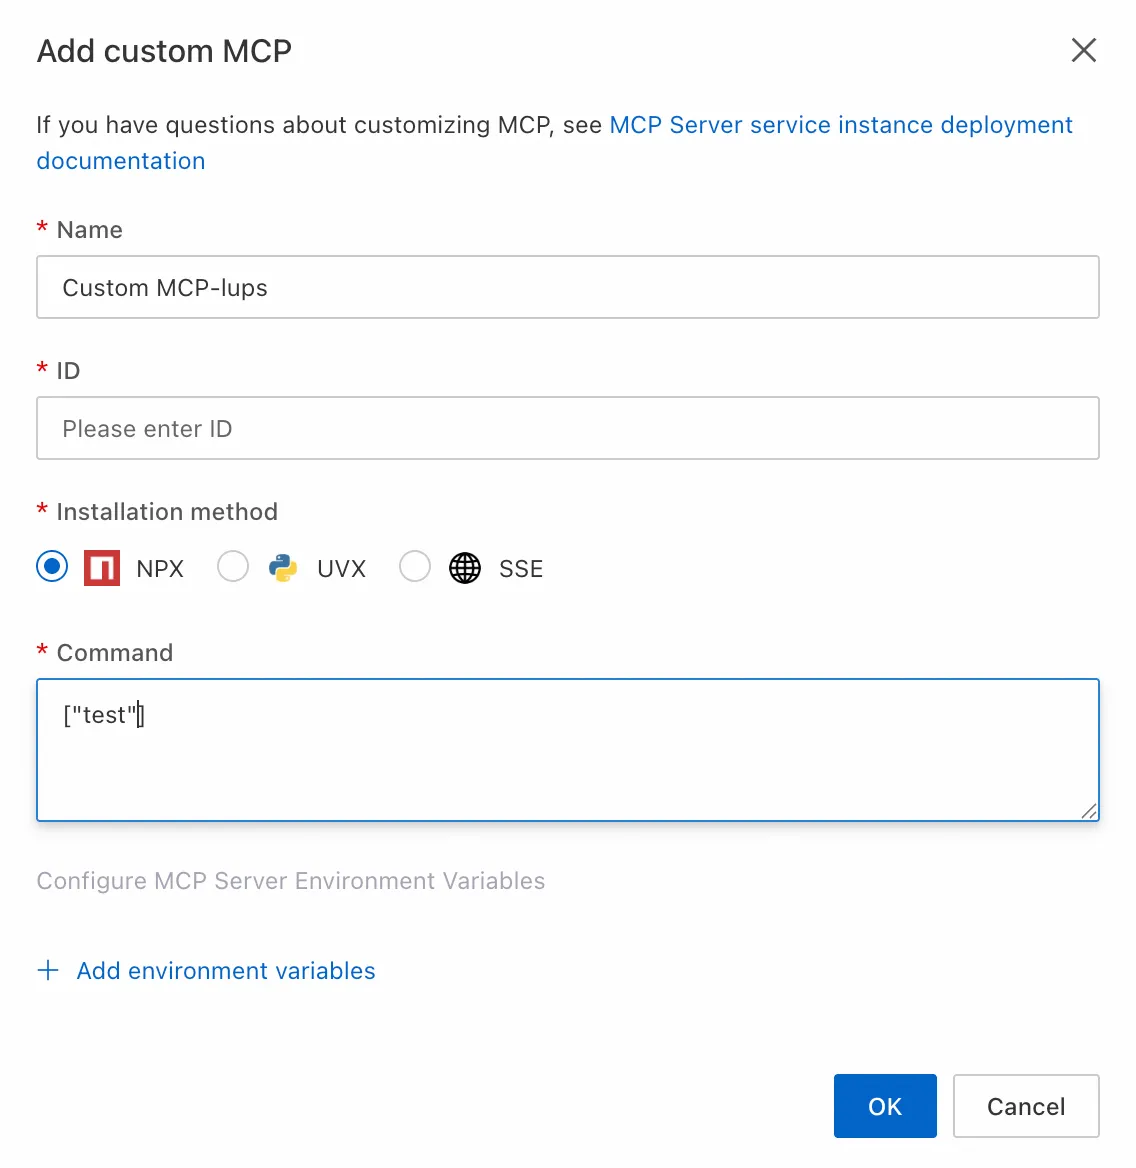 Add custom MCP
If you have questions about customizing MCP, see MCP Server service instance deployment
documentation
* Name
Custom MCP-lups
* ID
Please enter ID
* Installation method
NPX UVX SSE
* Command
["test"]
Configure MCP Server Environment Variables
+ Add environment variables
OK Cancel